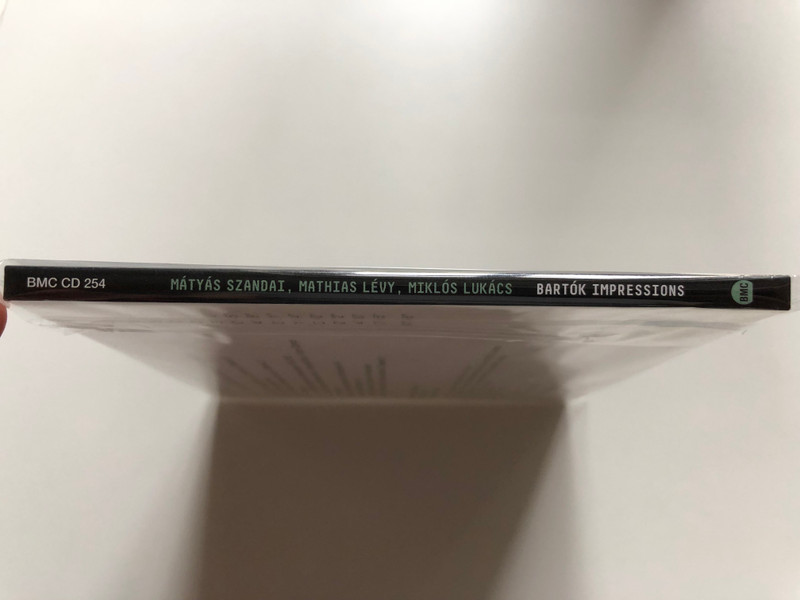 BMC CD 254 MÁTYÁS SZANDAI, MATHIAS LÉVY, MIKLÓS LUKÁCS BARTÓK IMPRESSIONS BMC